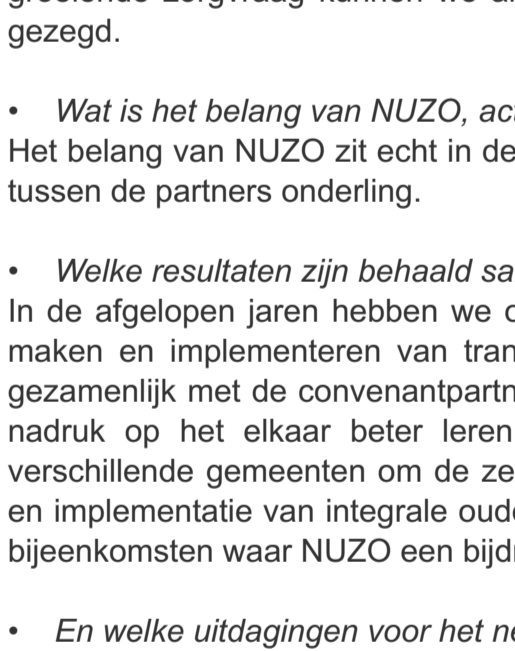 gezegd.
• Wat is het belang van NUZO,
Het belang van NUZO zit echt in de
tussen de partners onderling.
• Welke resultaten zijn behaald
In de afgelopen jaren hebben we
maken en implementeren van
gezamenlijk met de
nadruk op het elkaar beter leren
verschillende gemeenten om de
en implementatie van integrale
bijeenkomsten waar NUZO een
• En welke uitdagingen voor het